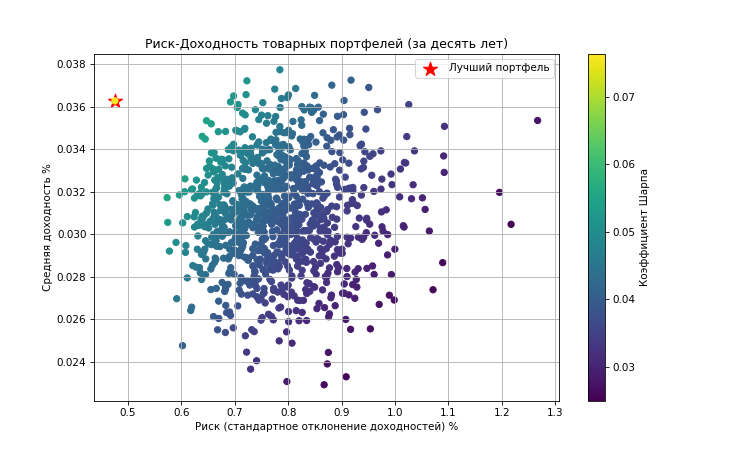 Риск-Доходность товарных портфелей (за десять лет)
Лучший портфель
Средняя доходность %
0.038
0.036
0.034
0.032
0.030
0.028
0.026
0.024
0.5 0.6 0.7 0.8 0.9 1.0 1.1 1.2 1.3
Риск (стандартное отклонение доходностей) %
0.07
0.06
0.05
0.04
0.03
Коэффициент Шарпа